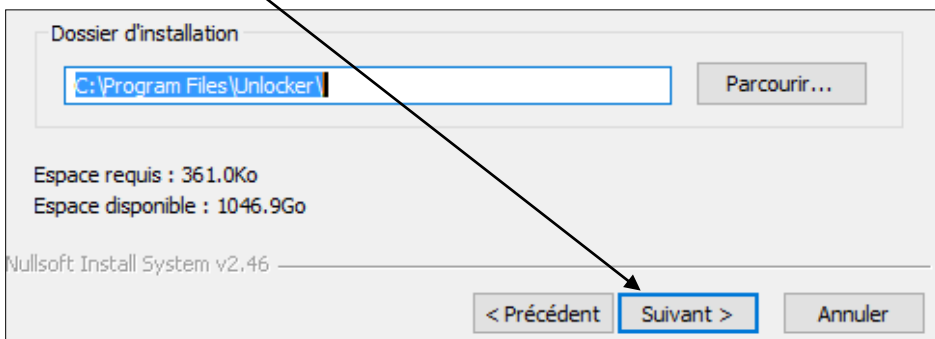 Dossier d'installation
C:\Program Files\Unlocker\
Parcourir...
Espace requis : 361.0Ko
Espace disponible : 1046.9Go
Nullsoft Install System v2.46
< Précédent Suivant > Annuler